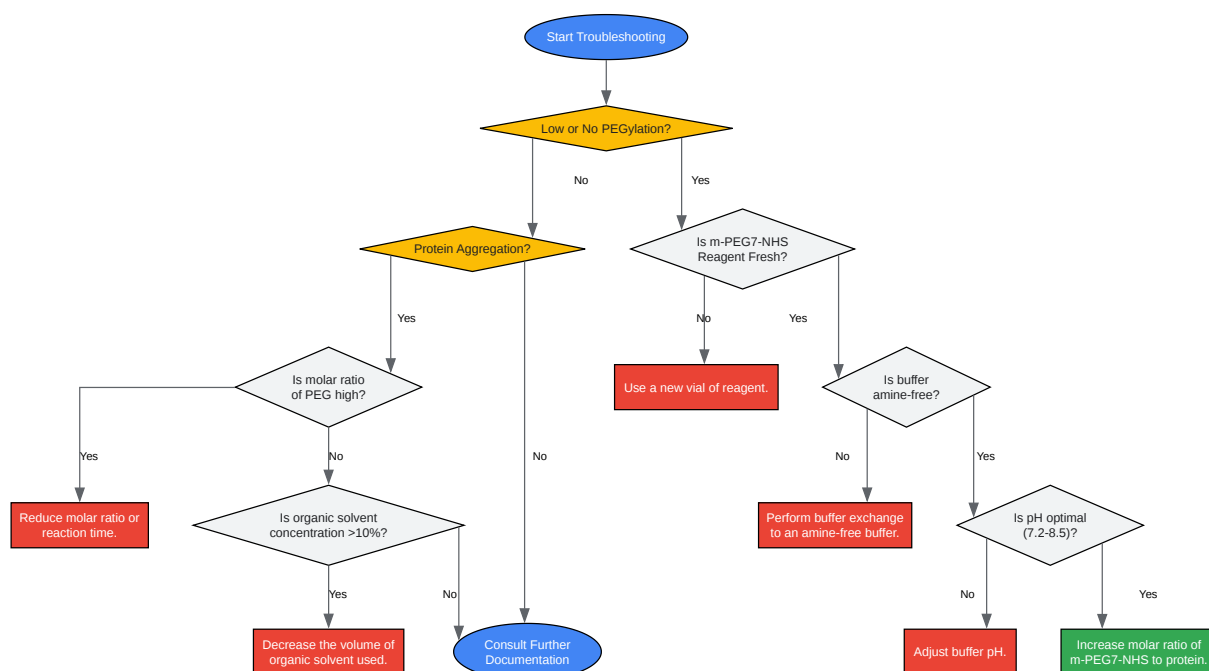 Start Troubleshooting
Low or No PEGylation?
No
Yes
Protein Aggregation?
Is m-PEG7-NHS
Reagent Fresh?
Yes
No
Yes
Is molar ratio
of PEG high?
Use a new vial of reagent.
Is buffer
amine-free?
Yes
No
No
No
Yes
Reduce molar ratio or
reaction time.
Is organic solvent
concentration >10%?
Perform buffer exchange
to an amine-free buffer.
Is pH optimal
(7.2-8.5)?
Yes
No
No
Yes
Decrease the volume of
organic solvent used.
Consult Further
Documentation
Adjust buffer pH.
Increase molar ratio of
m-PEG7-NHS to protein.